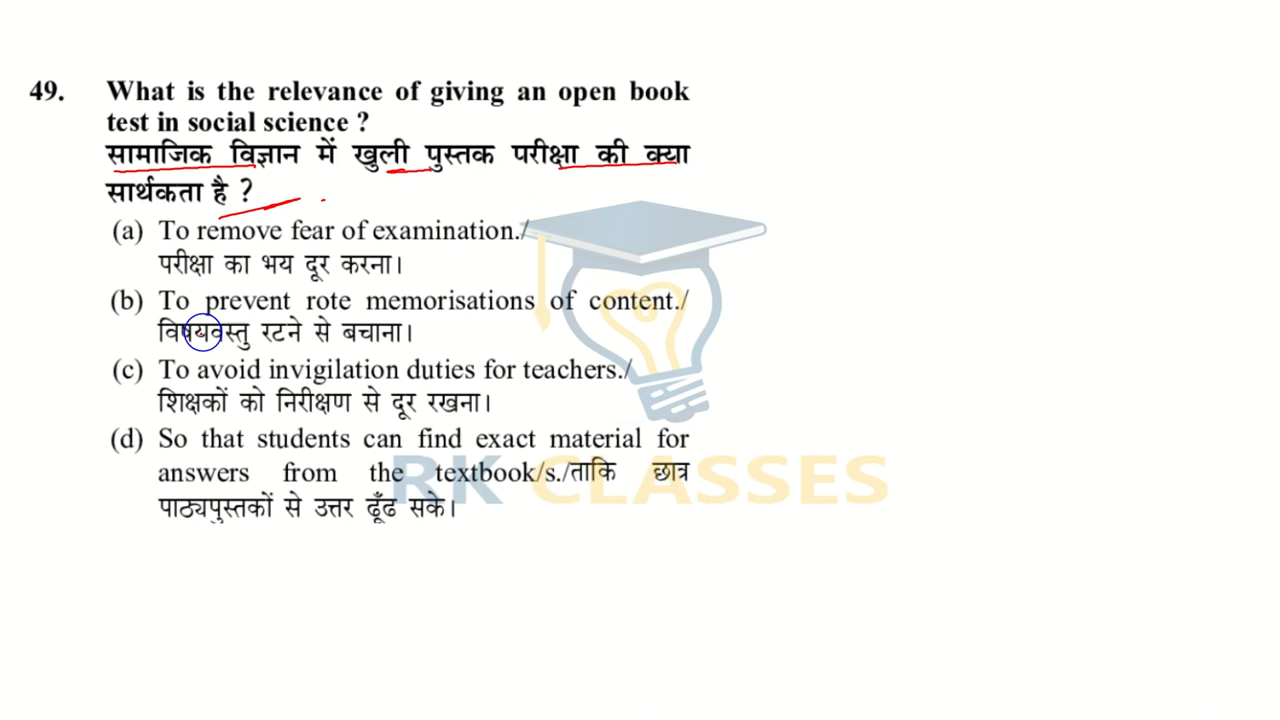 49. What is the relevance of giving an open book
test in social science ?
सामाजिक विज्ञान में खुली पुस्तक परीक्षा की क्या
सार्थकता है ?
(a) To remove fear of examination./
परीक्षा का भय दूर करना।
(b) To prevent rote memorisations of content./
विषयवस्तु रटने से बचाना।
(c) To avoid invigilation duties for teachers./
शिक्षकों को निरीक्षण से दूर रखना।
(d) So that students can find exact material for
answers from the textbook/s./ताकि छात्र
पाठ्यपुस्तकों से उत्तर ढूँढ सके।
RK CLASSES